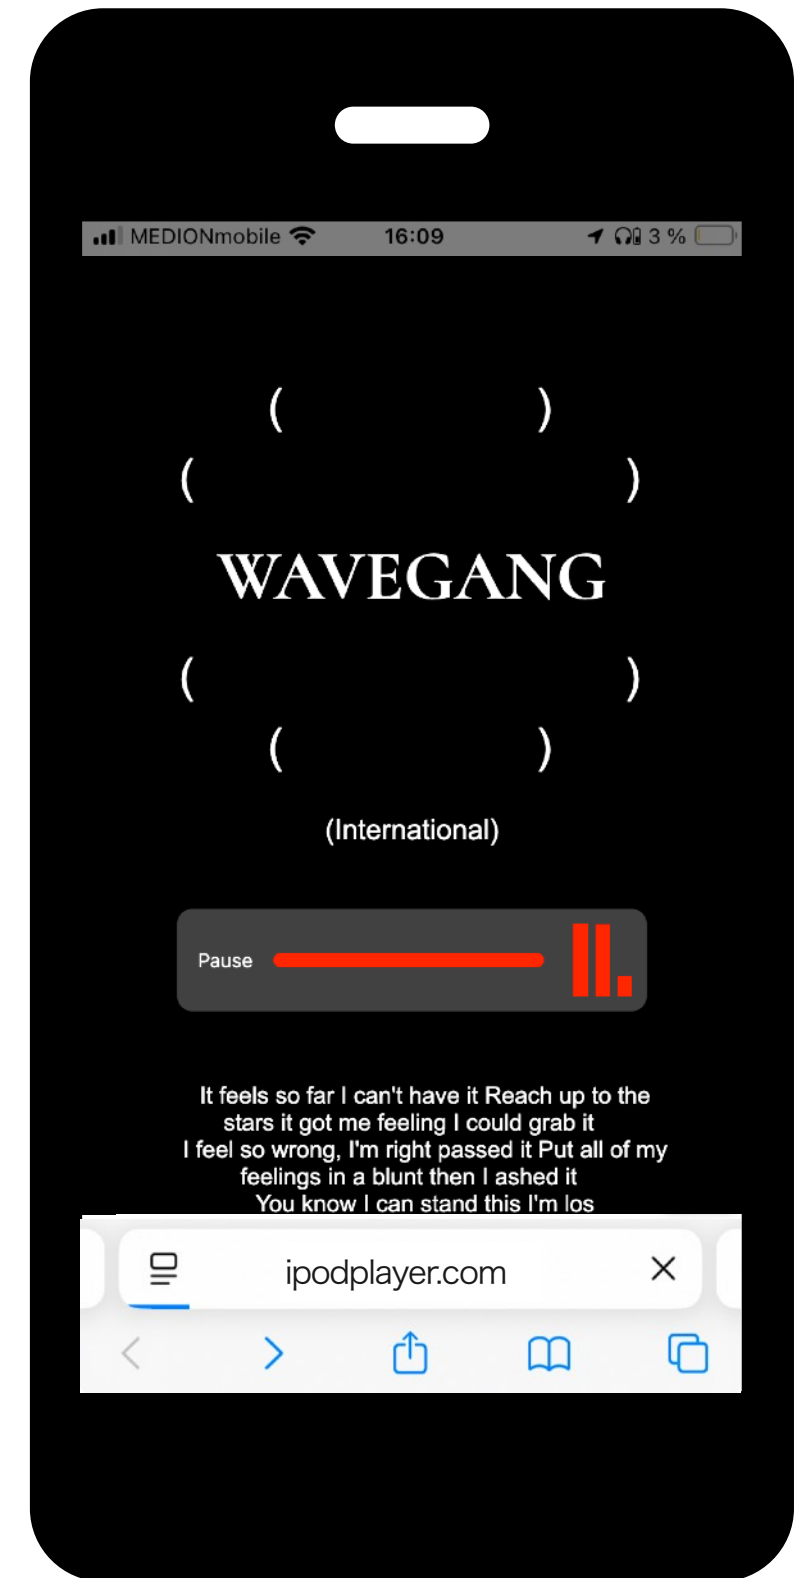 MEDIONmobile 16:09 3 %
( )
( )
WAVEGANG
( )
( )
(International)
Pause
It feels so far I can't have it Reach up to the
stars it got me feeling I could grab it
I feel so wrong, I'm right passed it Put all of my
feelings in a blunt then I ashed it
You know I can stand this I'm los
ipodplayer.com